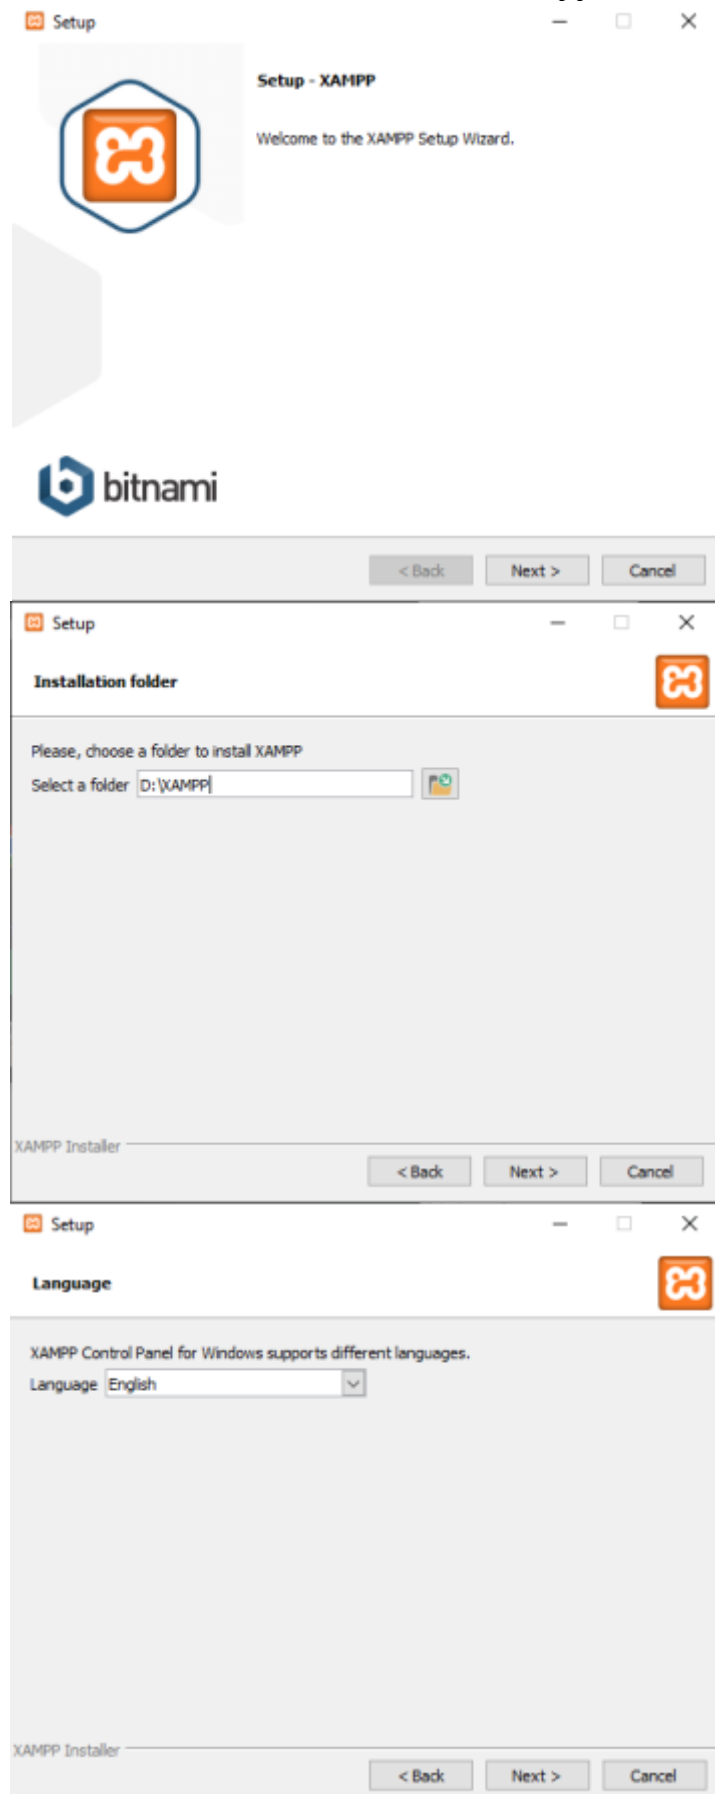 Setup
Setup - XAMPP
Welcome to the XAMPP Setup Wizard.
bitnami
< Back Next > Cancel
Setup
Installation folder
Please, choose a folder to install XAMPP
Select a folder D:\XAMPP
XAMPP Installer
< Back Next > Cancel
Setup
Language
XAMPP Control Panel for Windows supports different languages.
Language English
XAMPP Installer
< Back Next > Cancel